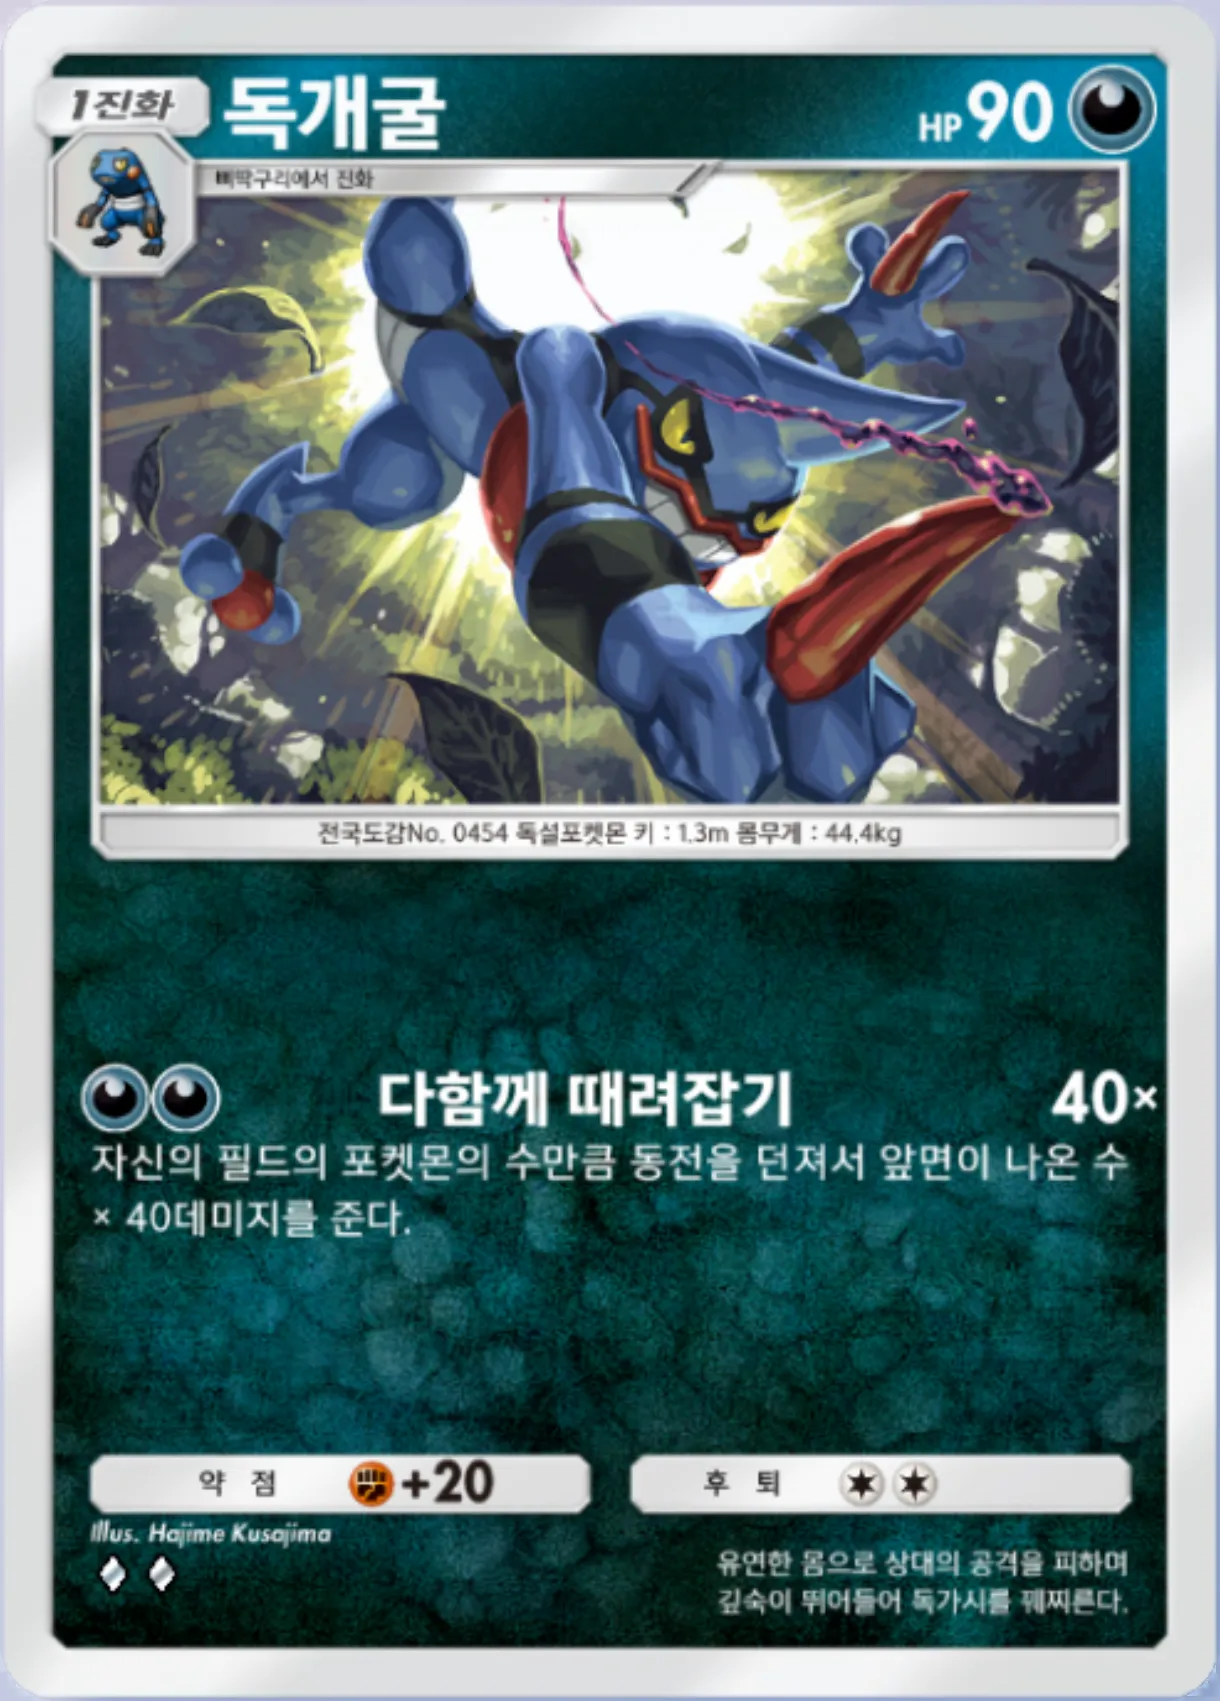 1진화
독개굴
HP 90
삐딱구리에서 진화
전국도감No. 0454 독설포켓몬 키 : 1.3m 몸무게 : 44.4kg
다함께 때려잡기 40×
자신의 필드의 포켓몬의 수만큼 동전을 던져서 앞면이 나온 수
× 40데미지를 준다.
약점 +20
후퇴
Illus. Hajime Kusajima
유연한 몸으로 상대의 공격을 피하며
깊숙이 뛰어들어 독가시를 꿰찌른다.